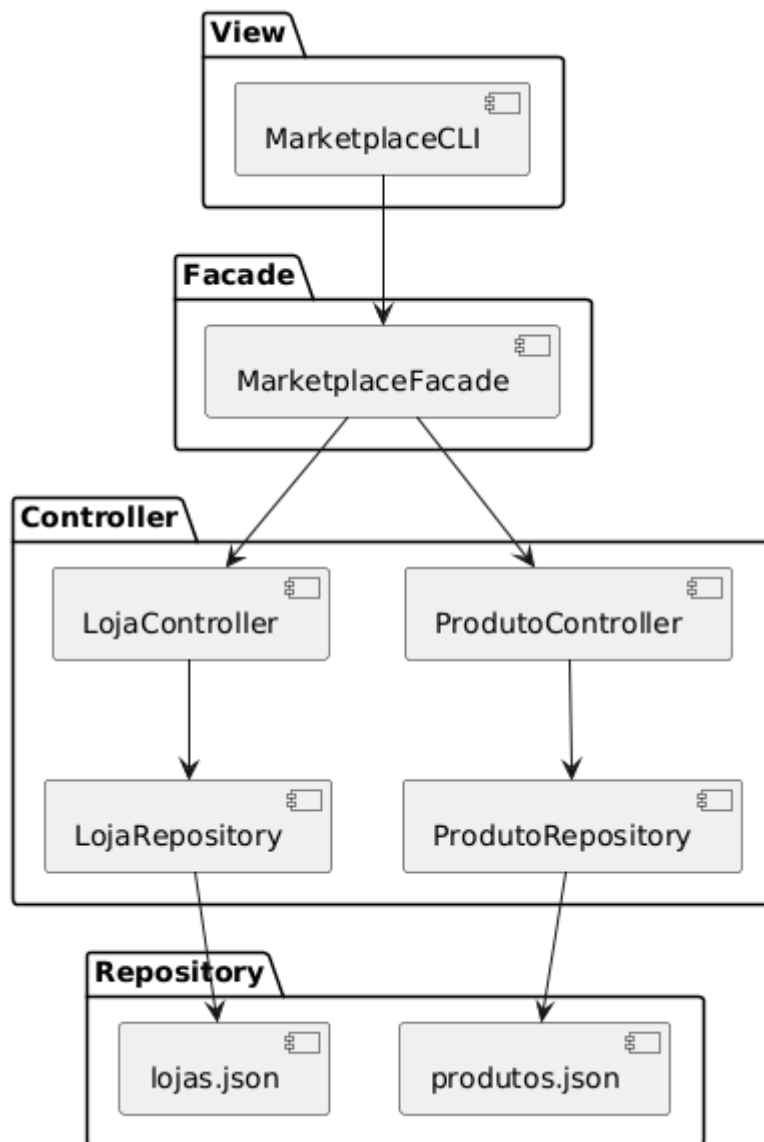 View
MarketplaceCLI
Facade
MarketplaceFacade
Controller
LojaController
ProdutoController
LojaRepository
ProdutoRepository
Repository
lojas.json
produtos.json